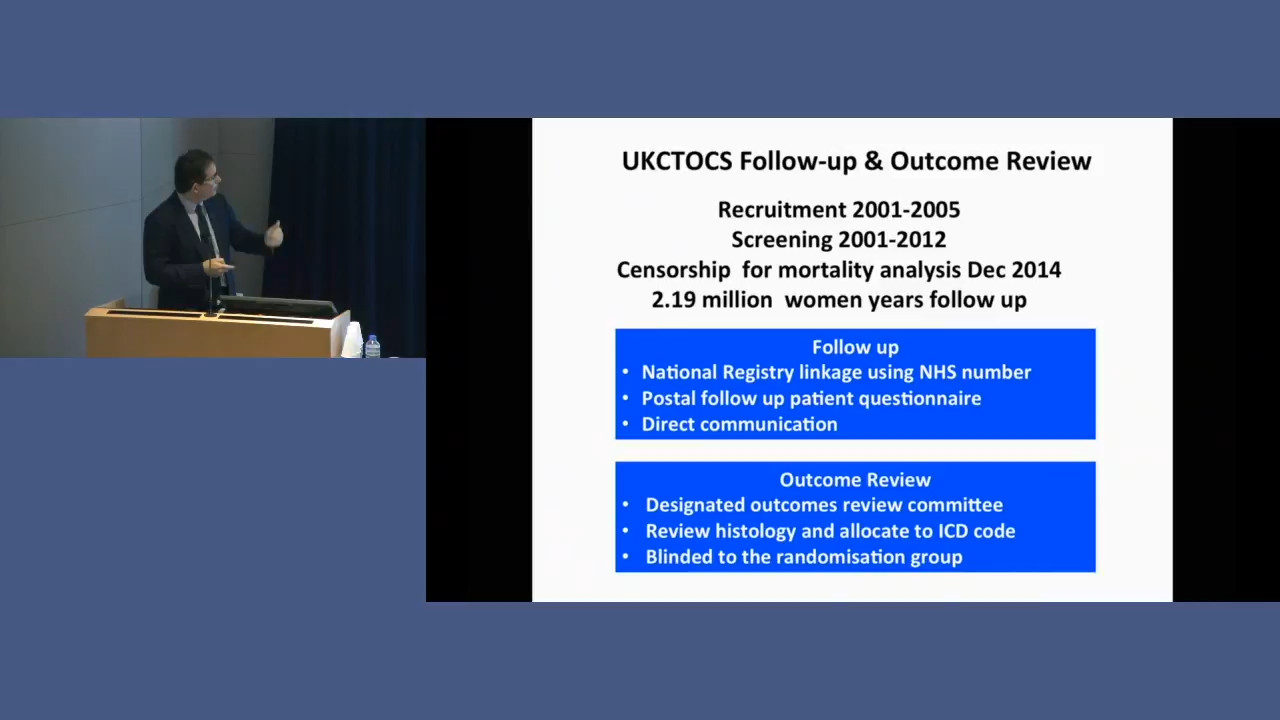 UKCTOCS Follow-up & Outcome Review
Recruitment 2001-2005
Screening 2001-2012
Censorship for mortality analysis Dec 2014
2.19 million women years follow up
Follow up
• National Registry linkage using NHS number
• Postal follow up patient questionnaire
• Direct communication
Outcome Review
• Designated outcomes review committee
• Review histology and allocate to ICD code
• Blinded to the randomisation group